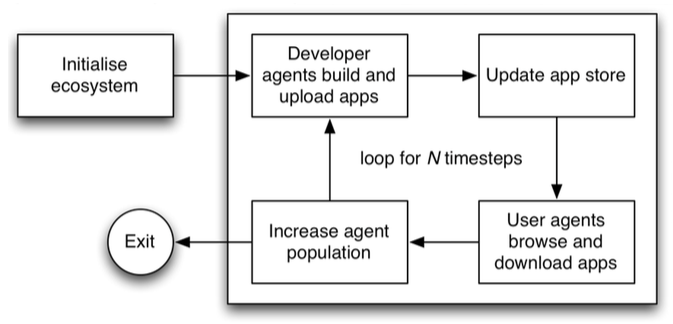 Initialise
ecosystem
Developer
agents build and
upload apps
Update app store
loop for N timesteps
Exit
Increase agent
population
User agents
browse and
download apps